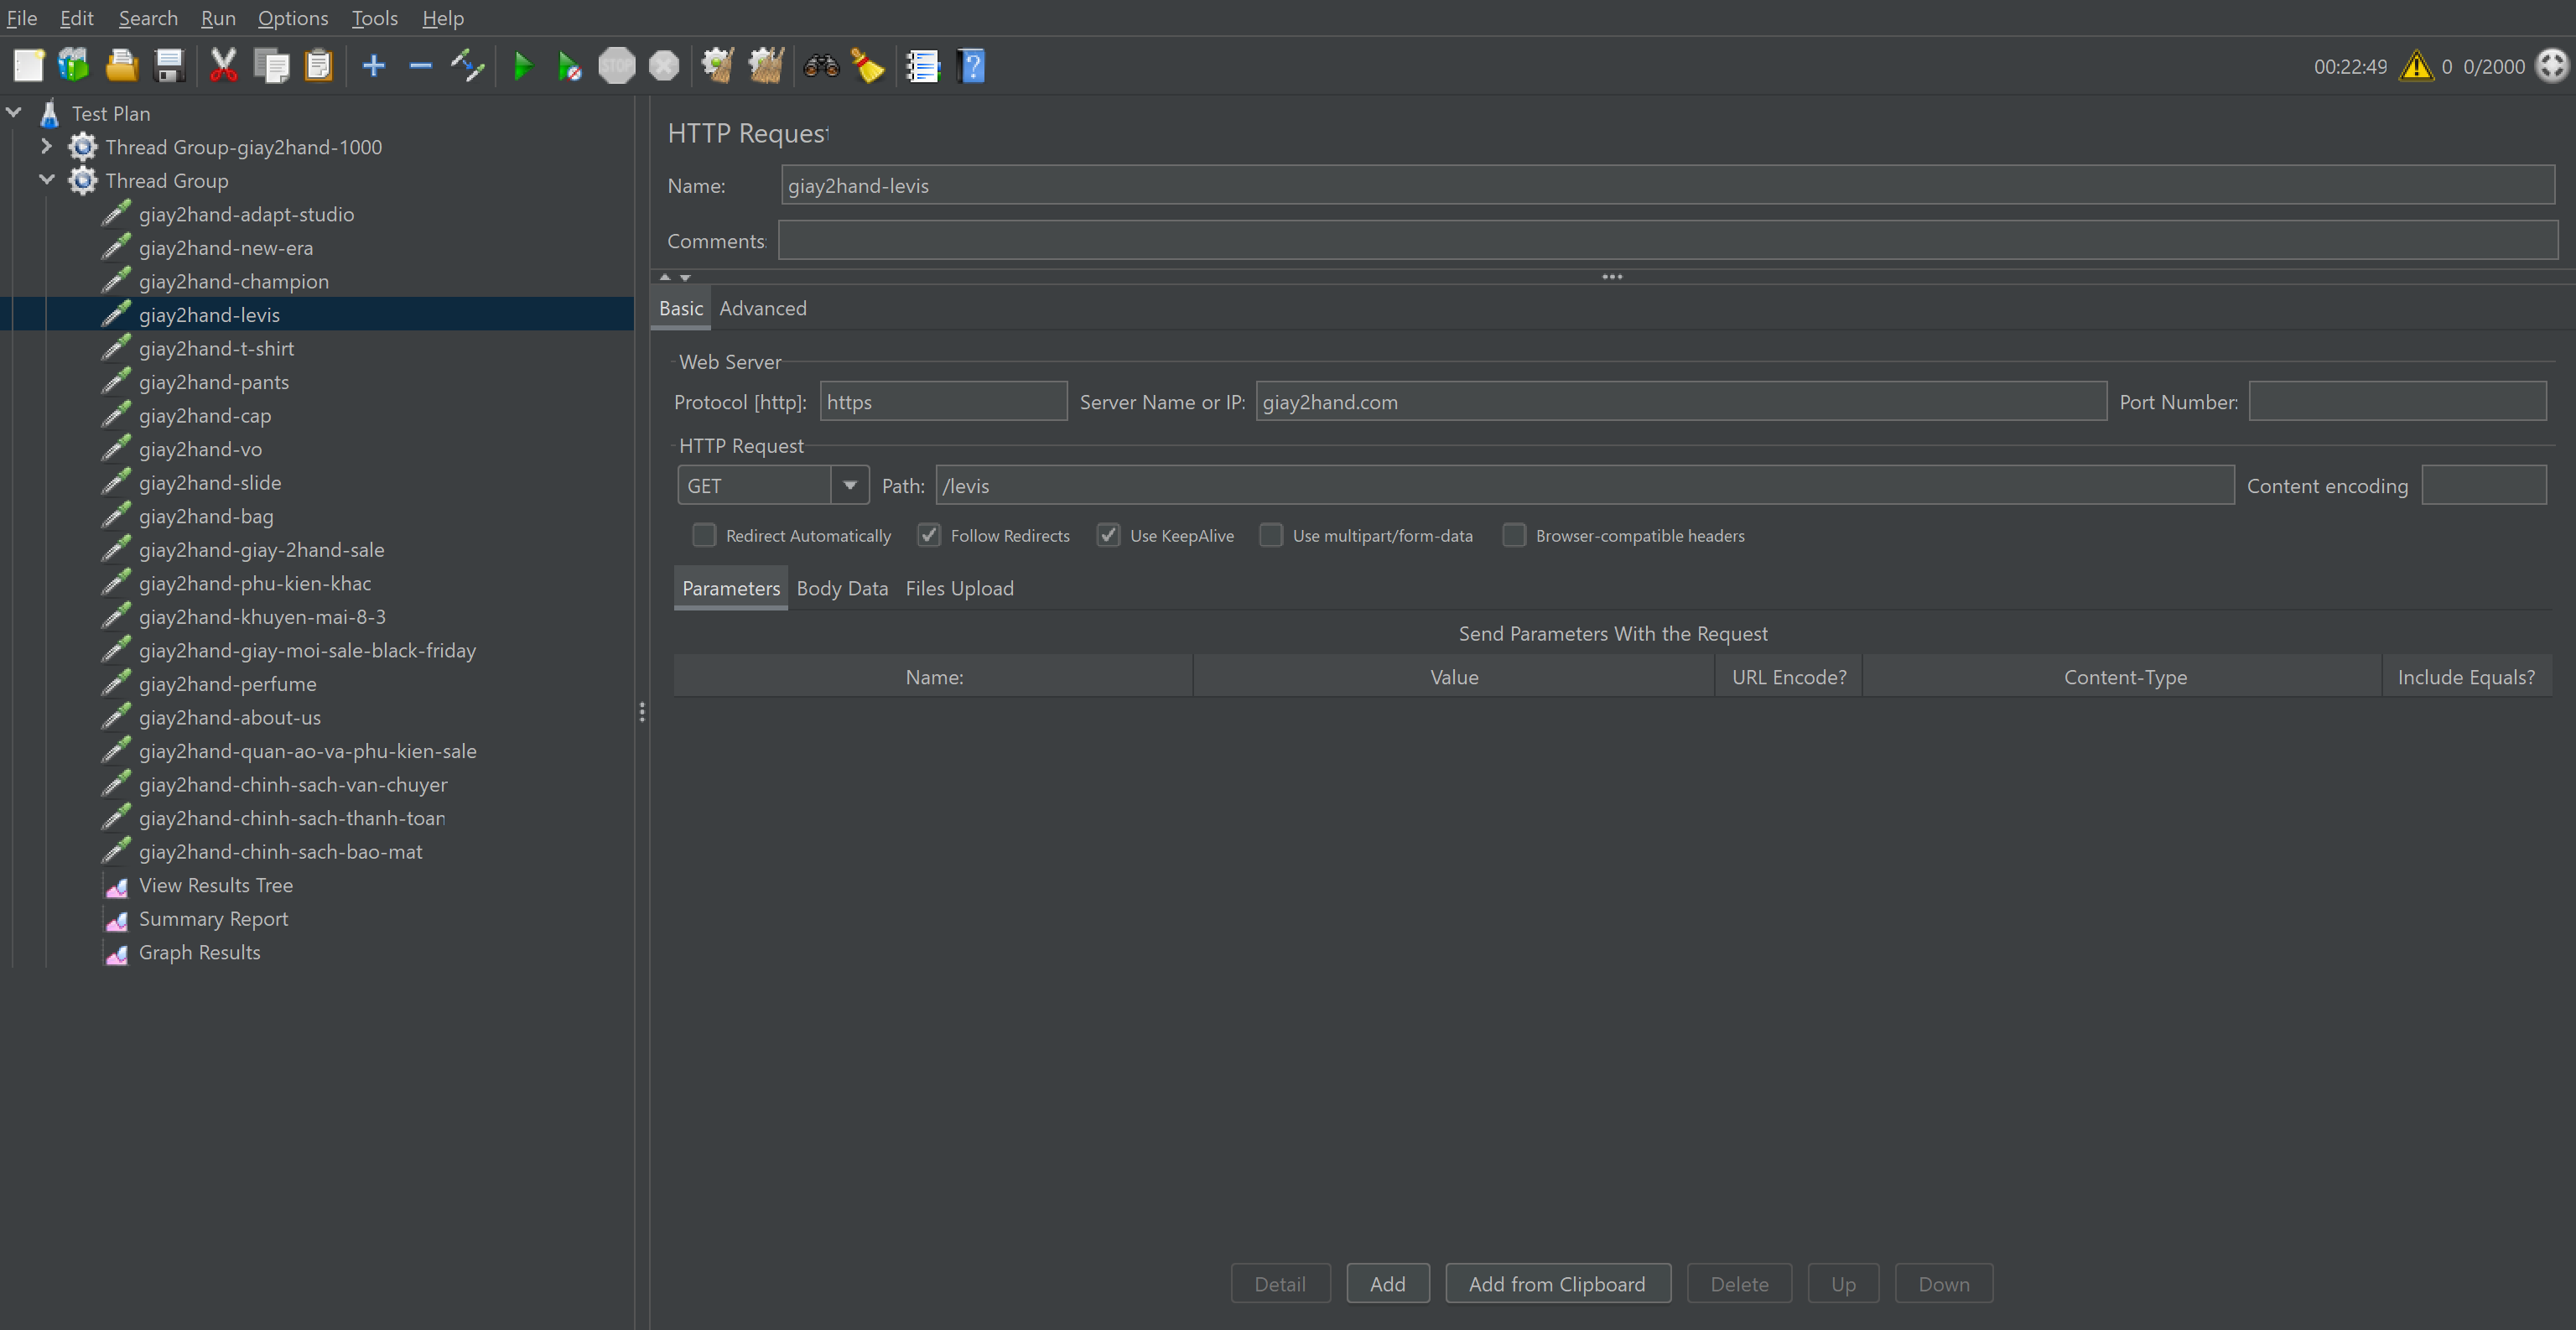 File Edit Search Run Options Tools Help
STOP
00:22:49 0 0/2000
Test Plan
Thread Group-giay2hand-1000
Thread Group
giay2hand-adapt-studio
giay2hand-new-era
giay2hand-champion
giay2hand-levis
giay2hand-t-shirt
giay2hand-pants
giay2hand-cap
giay2hand-vo
giay2hand-slide
giay2hand-bag
giay2hand-giay-2hand-sale
giay2hand-phu-kien-khac
giay2hand-khuyen-mai-8-3
giay2hand-giay-moi-sale-black-friday
giay2hand-perfume
giay2hand-about-us
giay2hand-quan-ao-va-phu-kien-sale
giay2hand-chinh-sach-van-chuyer
giay2hand-chinh-sach-thanh-toan
giay2hand-chinh-sach-bao-mat
View Results Tree
Summary Report
Graph Results
HTTP Request
Name: giay2hand-levis
Comments:
Basic Advanced
Web Server
Protocol [http]: https Server Name or IP: giay2hand.com Port Number:
HTTP Request
GET Path: /levis Content encoding
Redirect Automatically Follow Redirects Use KeepAlive Use multipart/form-data Browser-compatible headers
Parameters Body Data Files Upload
Send Parameters With the Request
Name: Value URL Encode? Content-Type Include Equals?
Detail Add Add from Clipboard Delete Up Down